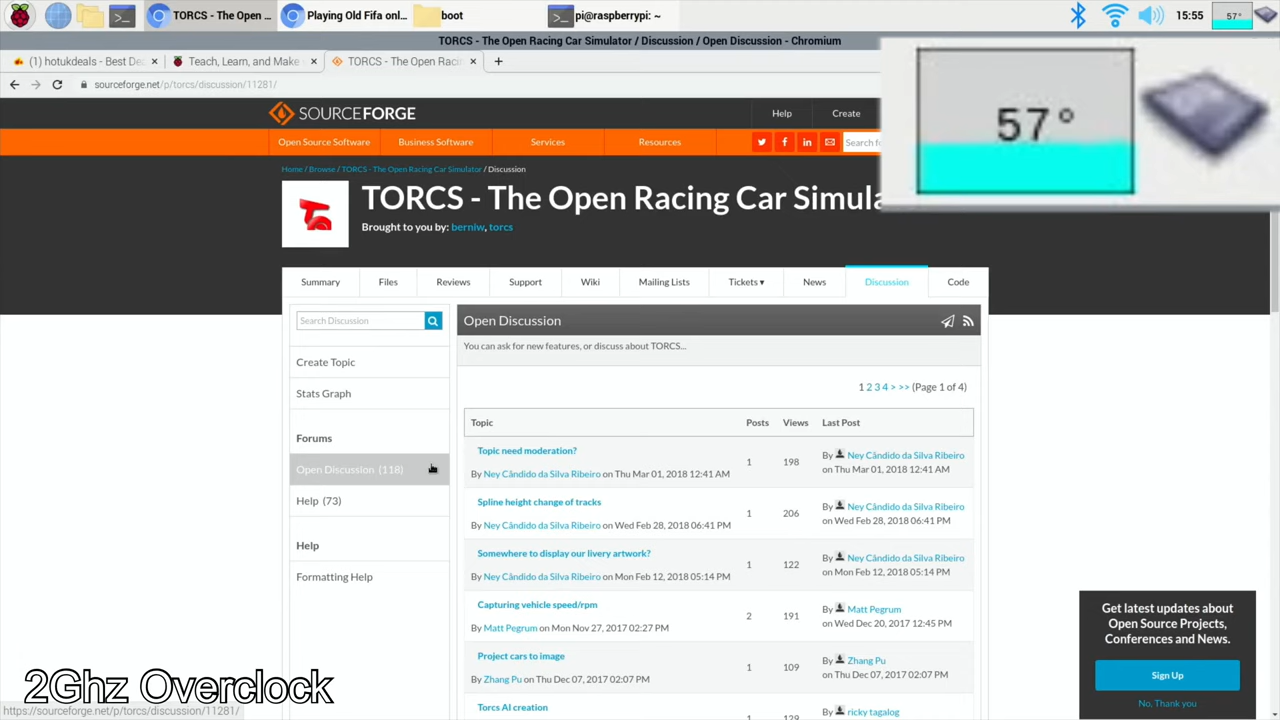 TORCS - The Open ...
Playing Old Fifa onl...
boot
pi@raspberrypi: ~
15:55
57°
TORCS - The Open Racing Car Simulator / Discussion / Open Discussion - Chromium
(1) hotukdeals - Best De
Teach, Learn, and Make
TORCS - The Open Raci
sourceforge.net/p/torcs/discussion/11281/
57°
SOURCEFORGE
Help
Create
Open Source Software
Business Software
Services
Resources
Search fo
Home / Browse / TORCS - The Open Racing Car Simulator / Discussion
TORCS - The Open Racing Car Simula
Brought to you by: berniw, torcs
Summary
Files
Reviews
Support
Wiki
Mailing Lists
Tickets ▾
News
Discussion
Code
Search Discussion
Create Topic
Stats Graph
Forums
Open Discussion (118)
Help (73)
Help
Formatting Help
Open Discussion
You can ask for new features, or discuss about TORCS...
1 2 3 4 > >> (Page 1 of 4)
Topic
Posts
Views
Last Post
Topic need moderation?
By Ney Cândido da Silva Ribeiro on Thu Mar 01, 2018 12:41 AM
1
198
By Ney Cândido da Silva Ribeiro
on Thu Mar 01, 2018 12:41 AM
Spline height change of tracks
By Ney Cândido da Silva Ribeiro on Wed Feb 28, 2018 06:41 PM
1
206
By Ney Cândido da Silva Ribeiro
on Wed Feb 28, 2018 06:41 PM
Somewhere to display our livery artwork?
By Ney Cândido da Silva Ribeiro on Mon Feb 12, 2018 05:14 PM
1
122
By Ney Cândido da Silva Ribeiro
on Mon Feb 12, 2018 05:14 PM
Capturing vehicle speed/rpm
By Matt Pegrum on Mon Nov 27, 2017 02:27 PM
2
191
By Matt Pegrum
on Wed Dec 20, 2017 12:45 PM
Project cars to image
By Zhang Pu on Thu Dec 07, 2017 02:07 PM
1
109
By Zhang Pu
on Thu Dec 07, 2017 02:07 PM
Torcs AI creation
By ricky tagalog
Get latest updates about
Open Source Projects,
Conferences and News.
Sign Up
No, Thank you
2Ghz Overclock
https://sourceforge.net/p/torcs/discussion/11281/